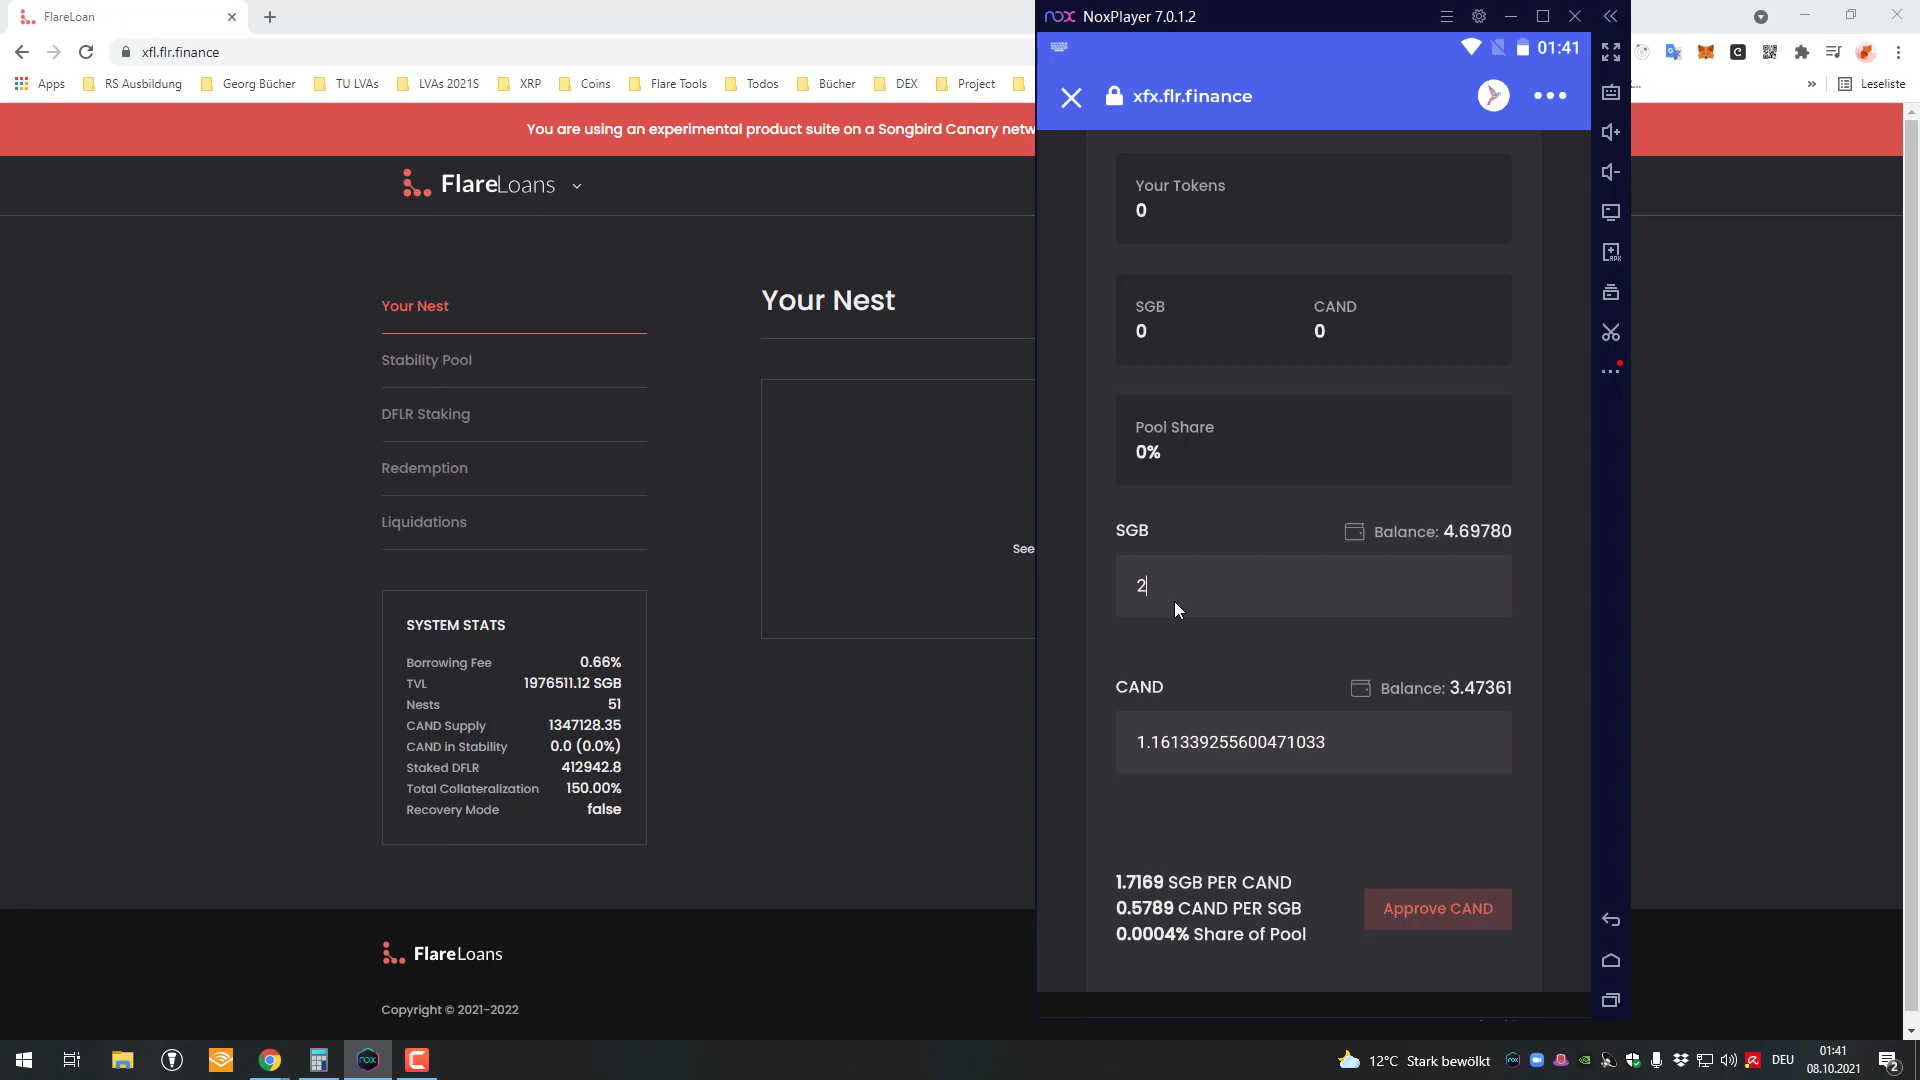 FlareLoan
xfl.flr.finance
Apps
RS Ausbildung
Georg Bücher
TU LVAs
LVAs 2021S
XRP
Coins
Flare Tools
Todos
Bücher
DEX
Project
»
Leseliste
You are using an experimental product suite on a Songbird Canary netw
FlareLoans
Your Nest
Stability Pool
DFLR Staking
Redemption
Liquidations
SYSTEM STATS
Borrowing Fee 0.66%
TVL 1976511.12 SGB
Nests 51
CAND Supply 1347128.35
CAND in Stability 0.0 (0.0%)
Staked DFLR 412942.8
Total Collateralization 150.00%
Recovery Mode false
Your Nest
See
FlareLoans
Copyright © 2021-2022
nox NoxPlayer 7.0.1.2
01:41
xfx.flr.finance
Your Tokens
0
SGB CAND
0 0
Pool Share
0%
SGB Balance: 4.69780
2
CAND Balance: 3.47361
1.161339255600471033
1.7169 SGB PER CAND
0.5789 CAND PER SGB
0.0004% Share of Pool
Approve CAND
12°C Stark bewölkt
DEU
01:41
08.10.2021
2